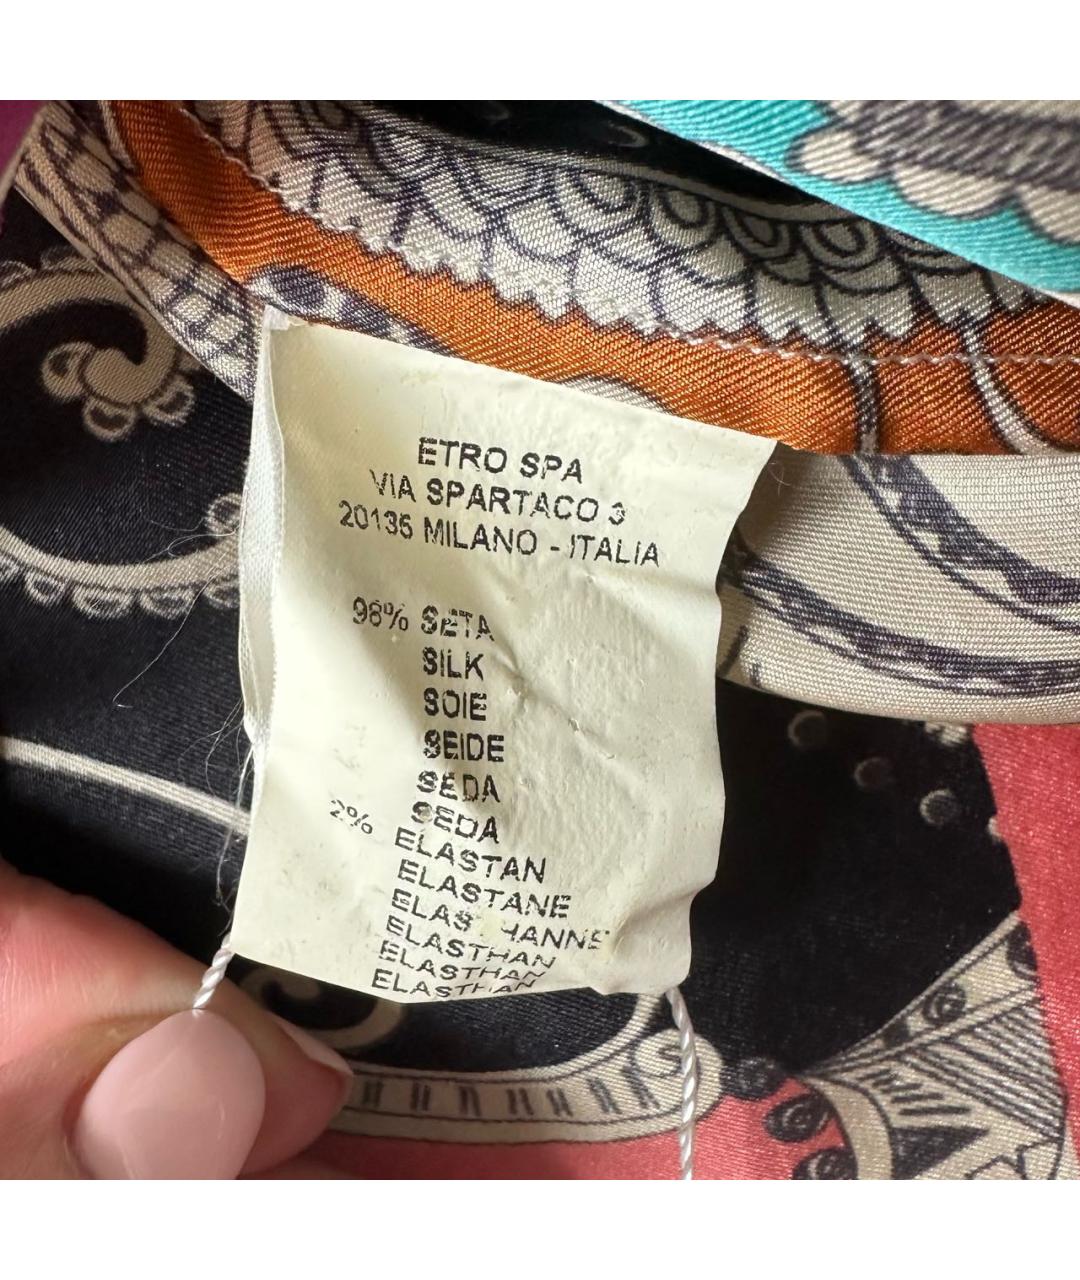 ETRO SPA
VIA SPARTACO 3
20135 MILANO - ITALIA
98% SETA
SILK
SOIE
SEIDE
SEDA
SEDA
2% ELASTAN
ELASTANE
ELASTHANNE
ELASTHAN
ELASTHAN
ELASTHAN